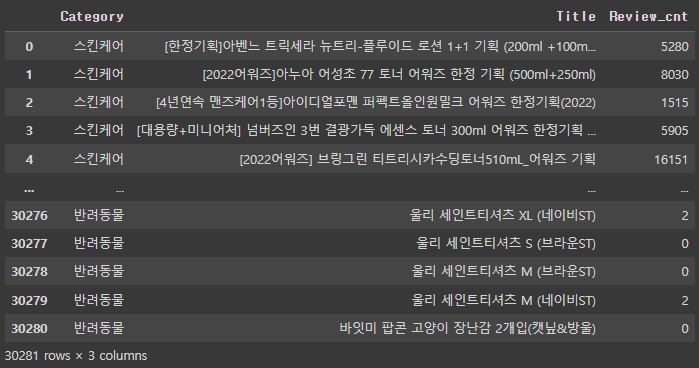 Category Title Review_cnt
0 스킨케어 [한정기획]아벤느 트릭세라 뉴트리-플루이드 로션 1+1 기획 (200ml +100m... 5280
1 스킨케어 [2022어워즈]아누아 어성초 77 토너 어워즈 한정 기획 (500ml+250ml) 8030
2 스킨케어 [4년연속 맨즈케어1등]아이디얼포맨 퍼펙트올인원밀크 어워즈 한정기획(2022) 1515
3 스킨케어 [대용량+미니어처] 넘버즈인 3번 결광가득 에센스 토너 300ml 어워즈 한정기획 ... 5905
4 스킨케어 [2022어워즈] 브링그린 티트리시카수딩토너510mL_어워즈 기획 16151
... ... ... ...
30276 반려동물 울리 세인트티셔츠 XL (네이비ST) 2
30277 반려동물 울리 세인트티셔츠 S (브라운ST) 0
30278 반려동물 울리 세인트티셔츠 M (브라운ST) 0
30279 반려동물 울리 세인트티셔츠 M (네이비ST) 2
30280 반려동물 바잇미 팝콘 고양이 장난감 2개입(캣닢&방울) 0
30281 rows × 3 columns